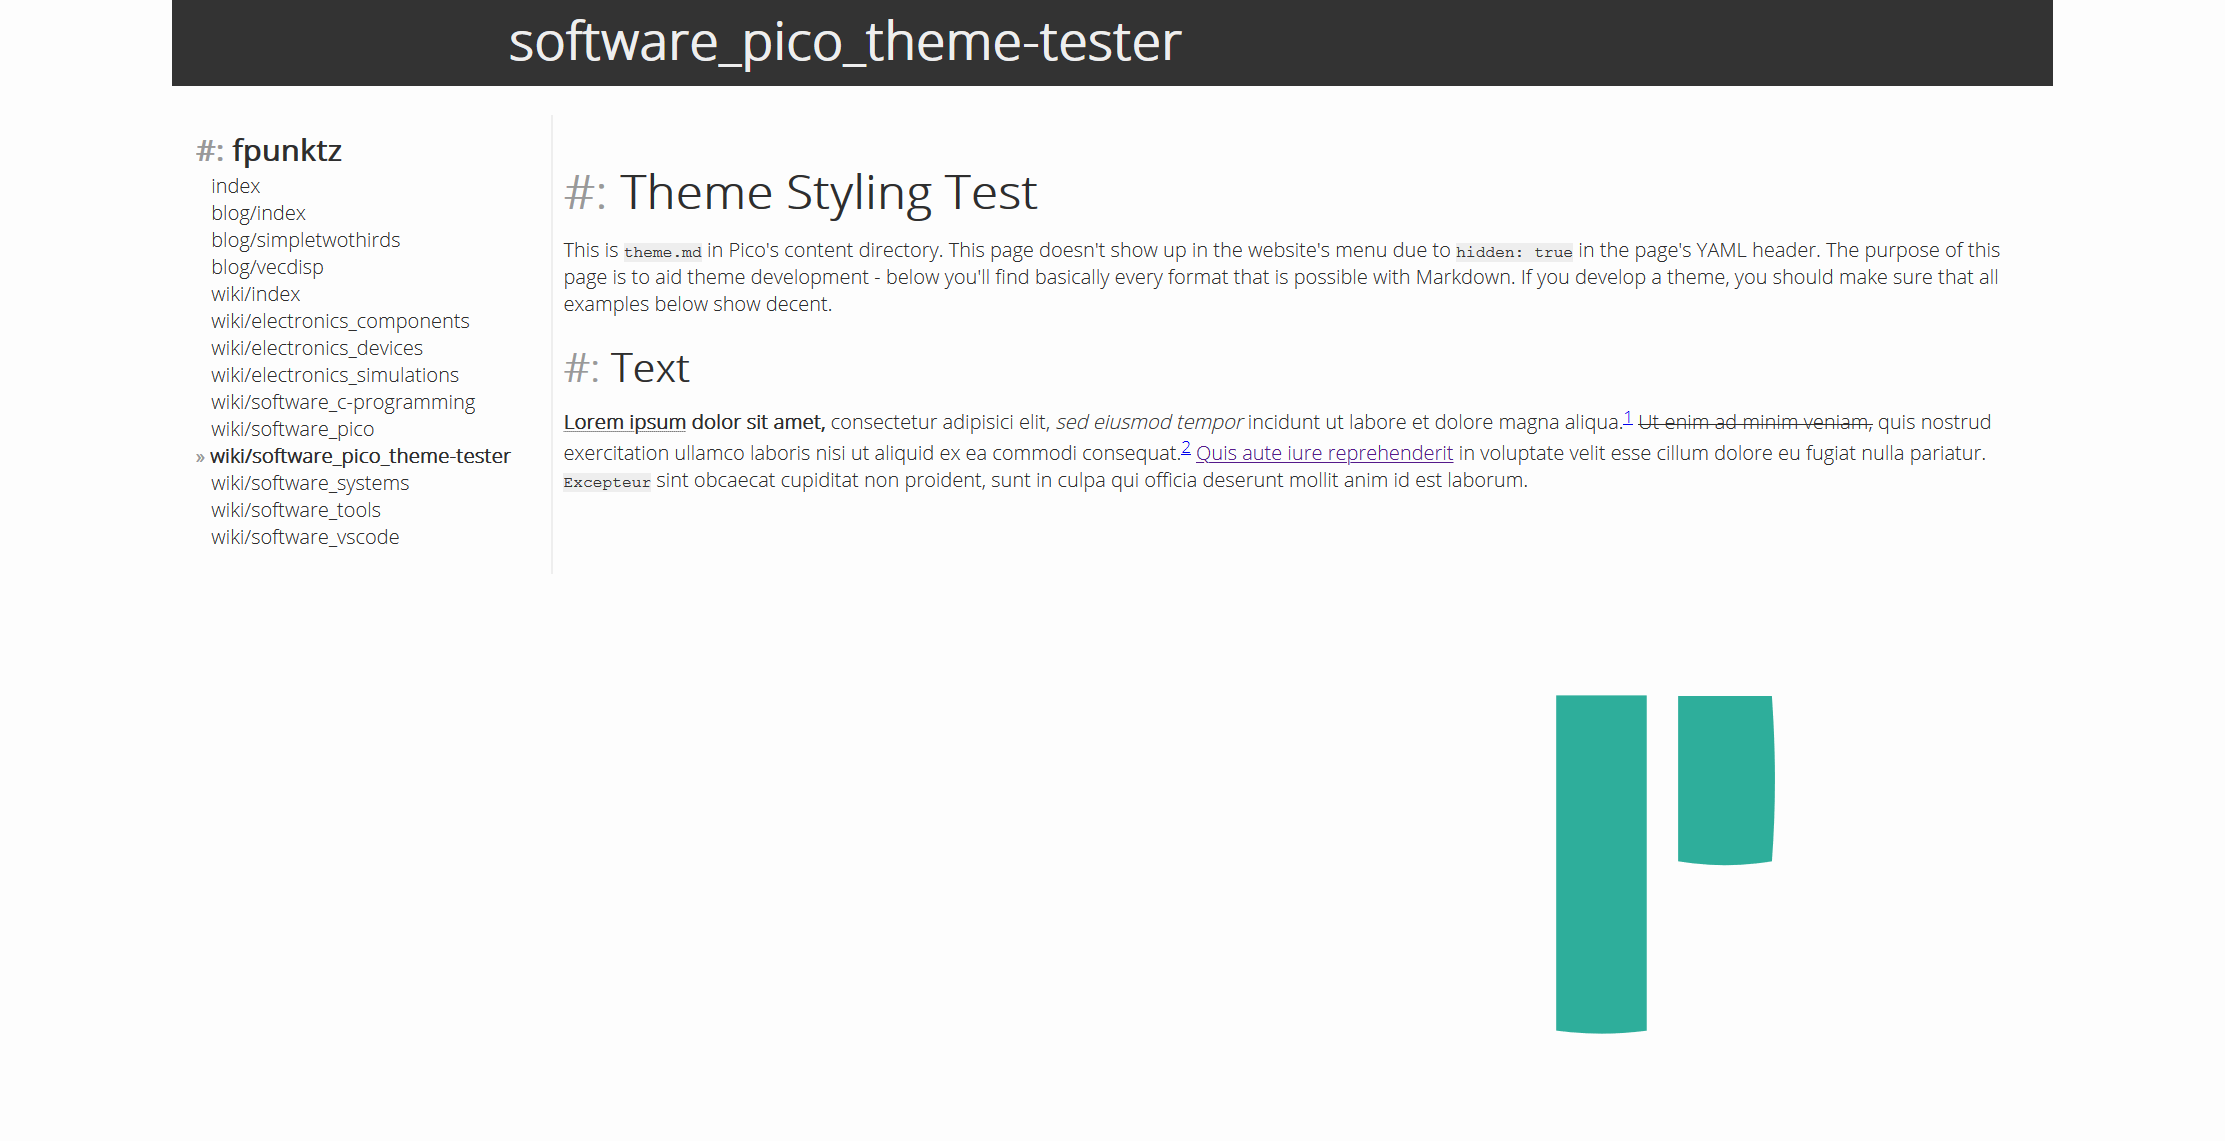 software_pico_theme-tester
#: fpunktz
index
blog/index
blog/simpletwothirds
blog/vecdisp
wiki/index
wiki/electronics_components
wiki/electronics_devices
wiki/electronics_simulations
wiki/software_c-programming
wiki/software_pico
» wiki/software_pico_theme-tester
wiki/software_systems
wiki/software_tools
wiki/software_vscode
#: Theme Styling Test
This is theme.md in Pico's content directory. This page doesn't show up in the website's menu due to hidden: true in the page's YAML header. The purpose of this
page is to aid theme development - below you'll find basically every format that is possible with Markdown. If you develop a theme, you should make sure that all
examples below show decent.
#: Text
Lorem ipsum dolor sit amet, consectetur adipisici elit, sed eiusmod tempor incidunt ut labore et dolore magna aliqua.1 Ut enim ad minim veniam, quis nostrud
exercitation ullamco laboris nisi ut aliquid ex ea commodi consequat.2 Quis aute iure reprehenderit in voluptate velit esse cillum dolore eu fugiat nulla pariatur.
Excepteur sint obcaecat cupiditat non proident, sunt in culpa qui officia deserunt mollit anim id est laborum.